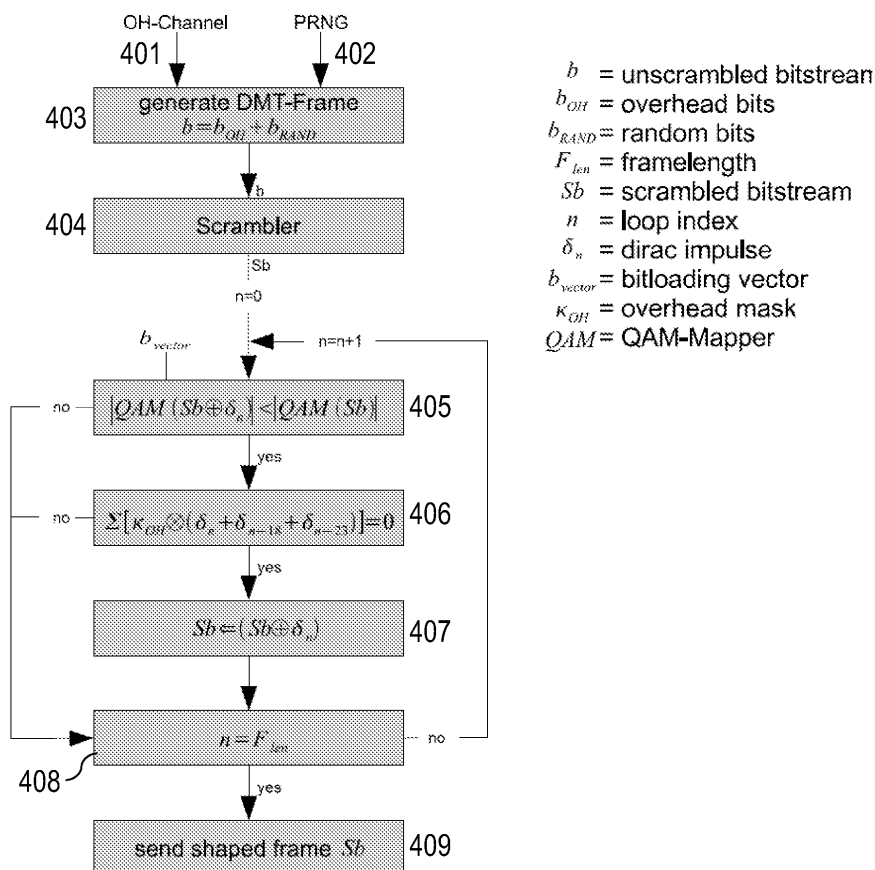 OH-Channel
PRNG
401
402
403
generate DMT-Frame
b=b_OH+b_RAND
b
404
Scrambler
Sb
n=0
b_vector
n=n+1
no
|QAM(Sb⊕δ_n)|<|QAM(Sb)|
405
yes
no
Σ[κ_OH⊗(δ_n+δ_{n-18}+δ_{n-23})]=0
406
yes
Sb⇐(Sb⊕δ_n)
407
n=F_len
no
408
yes
send shaped frame Sb
409
b = unscrambled bitstream
b_OH = overhead bits
b_RAND = random bits
F_len = framelength
Sb = scrambled bitstream
n = loop index
δ_n = dirac impulse
b_vector = bitloading vector
κ_OH = overhead mask
QAM = QAM-Mapper